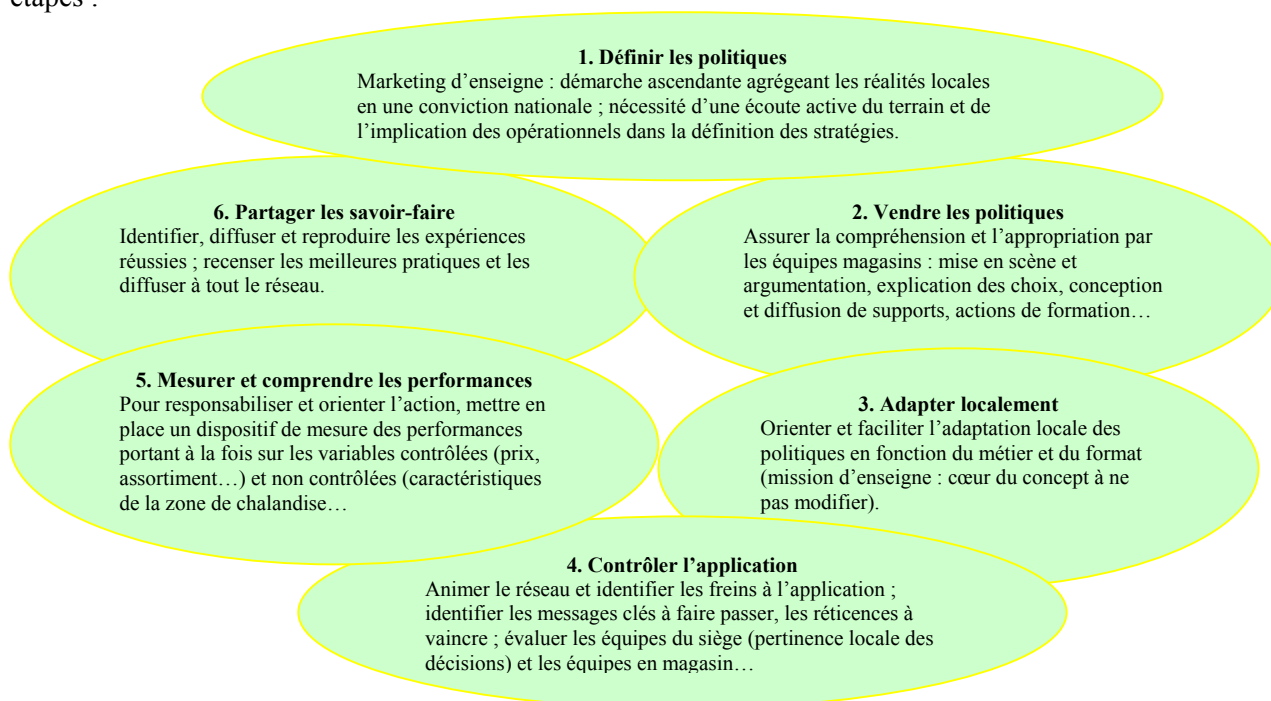 étapes :
1. Définir les politiques
Marketing d’enseigne : démarche ascendante agrégeant les réalités locales
en une conviction nationale ; nécessité d’une écoute active du terrain et de
l’implication des opérationnels dans la définition des stratégies.
6. Partager les savoir-faire
Identifier, diffuser et reproduire les expériences
réussies ; recenser les meilleures pratiques et les
diffuser à tout le réseau.
2. Vendre les politiques
Assurer la compréhension et l’appropriation par
les équipes magasins : mise en scène et
argumentation, explication des choix, conception
et diffusion de supports, actions de formation…
5. Mesurer et comprendre les performances
Pour responsabiliser et orienter l’action, mettre en
place un dispositif de mesure des performances
portant à la fois sur les variables contrôlées (prix,
assortiment…) et non contrôlées (caractéristiques
de la zone de chalandise…
3. Adapter localement
Orienter et faciliter l’adaptation locale des
politiques en fonction du métier et du format
(mission d’enseigne : cœur du concept à ne
pas modifier).
4. Contrôler l’application
Animer le réseau et identifier les freins à l’application ;
identifier les messages clés à faire passer, les réticences à
vaincre ; évaluer les équipes du siège (pertinence locale des
décisions) et les équipes en magasin…